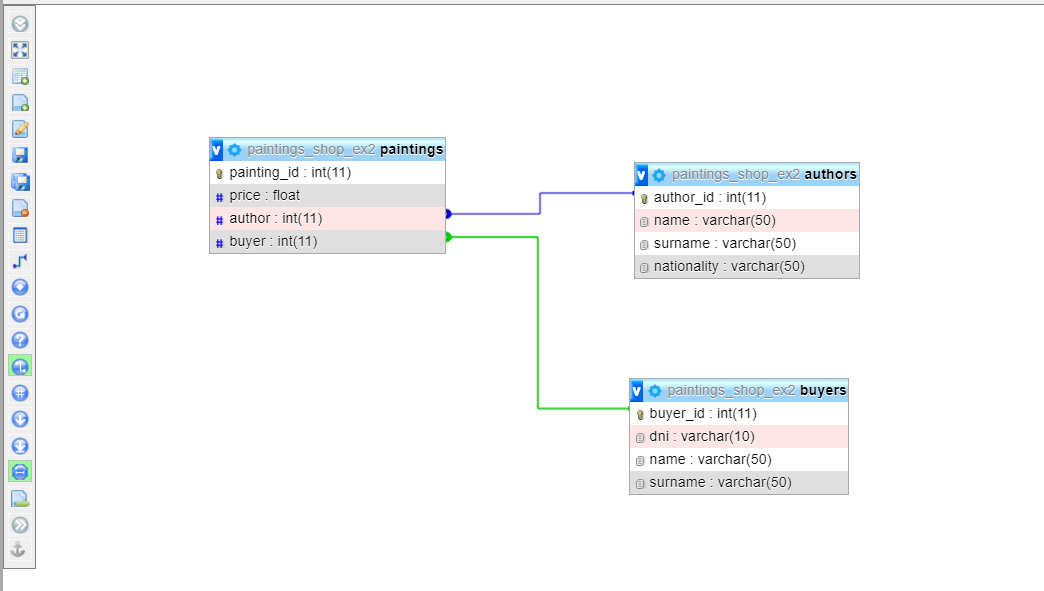 v paintings_shop_ex2 paintings
painting_id : int(11)
# price : float
# author : int(11)
# buyer : int(11)
v paintings_shop_ex2 authors
author_id : int(11)
name : varchar(50)
surname : varchar(50)
nationality : varchar(50)
v paintings_shop_ex2 buyers
buyer_id : int(11)
dni : varchar(10)
name : varchar(50)
surname : varchar(50)